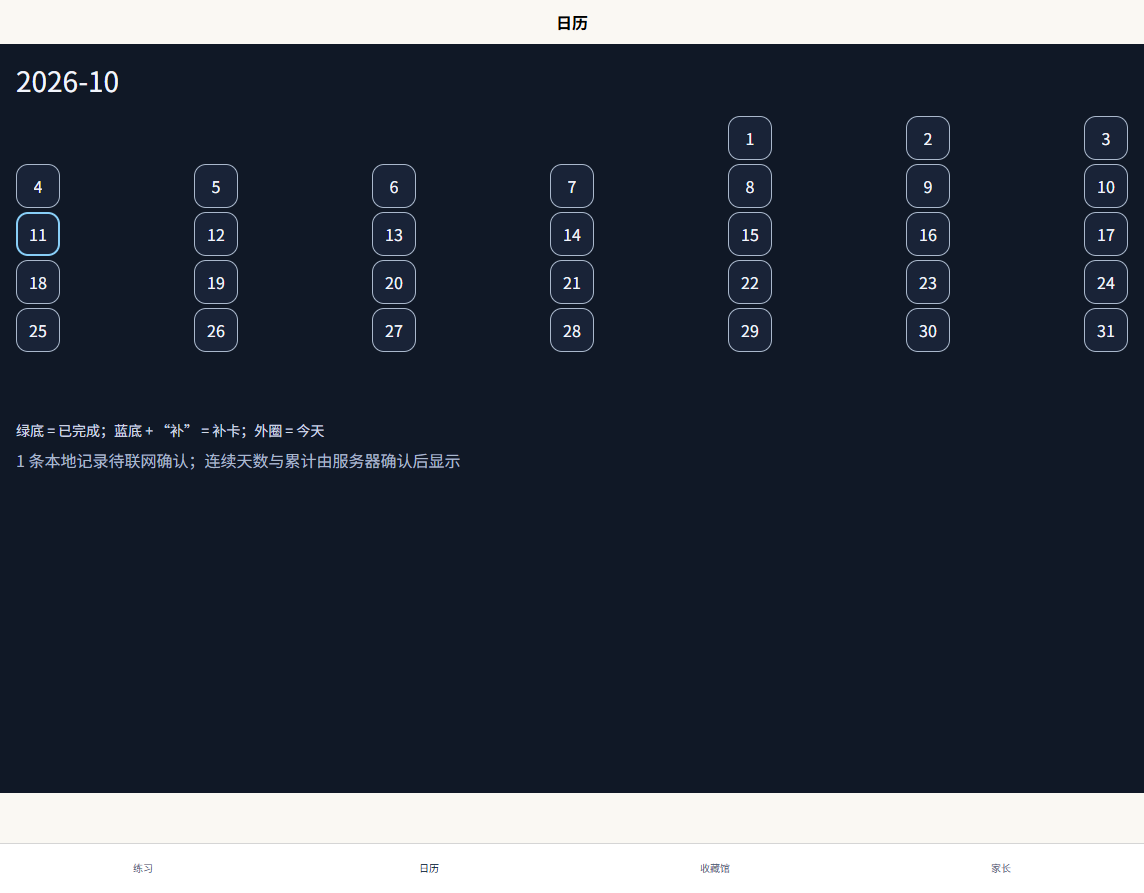 日历
2026-10
1 2 3
4 5 6 7 8 9 10
11 12 13 14 15 16 17
18 19 20 21 22 23 24
25 26 27 28 29 30 31
绿底 = 已完成；蓝底 + “补” = 补卡；外圈 = 今天
1 条本地记录待联网确认；连续天数与累计由服务器确认后显示
练习 日历 收藏馆 家长